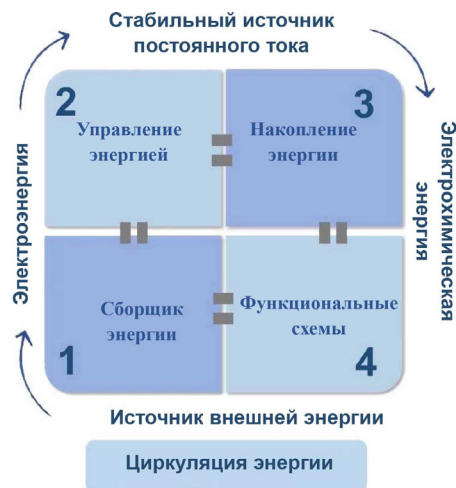 Стабильный источник
постоянного тока
2
Управление
энергией
3
Накопление
энергии
Электроэнергия
Электрохимическая
энергия
Сборщик
энергии
1
Функциональные
схемы
4
Источник внешней энергии
Циркуляция энергии